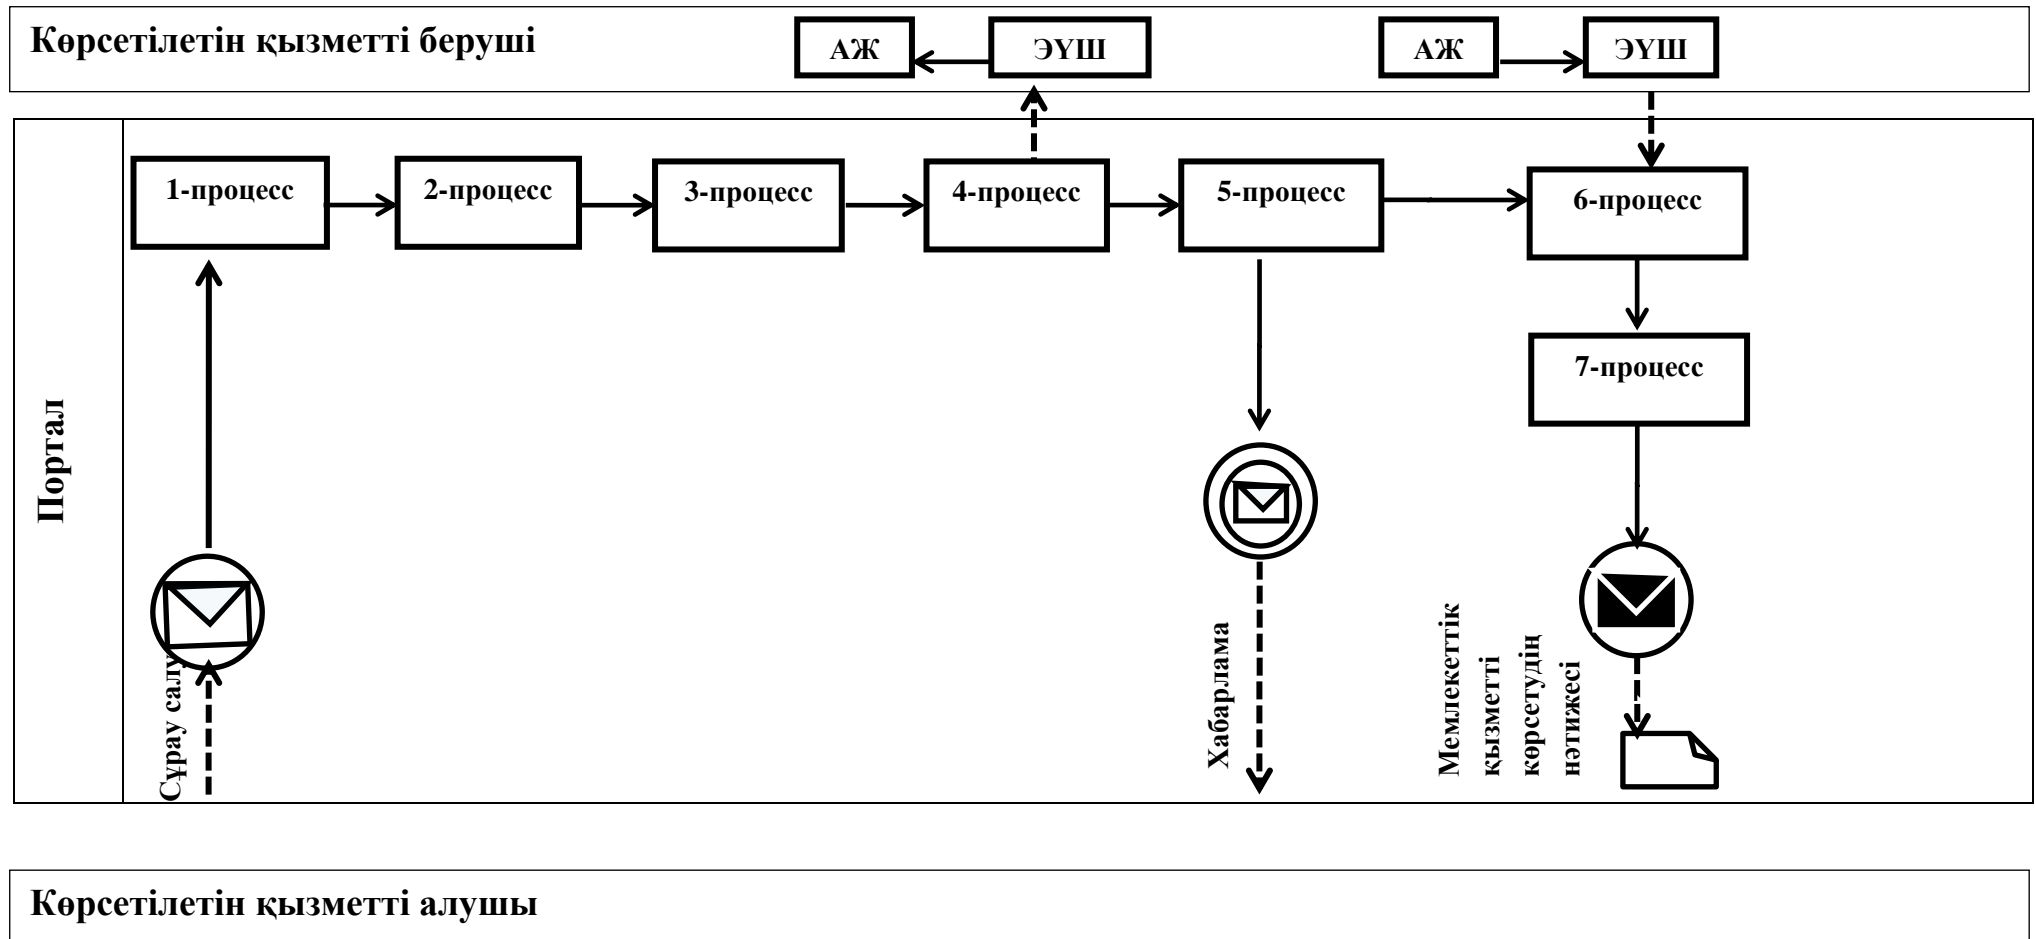 Көрсетілетін қызметті беруші
АЖ
ЭҮШ
АЖ
ЭҮШ
1-процесс
2-процесс
3-процесс
4-процесс
5-процесс
6-процесс
7-процесс
Портал
Сұрау салу
Хабарлама
Мемлекеттік
қызметті
көрсетудің
нәтижесі
Көрсетілетін қызметті алушы